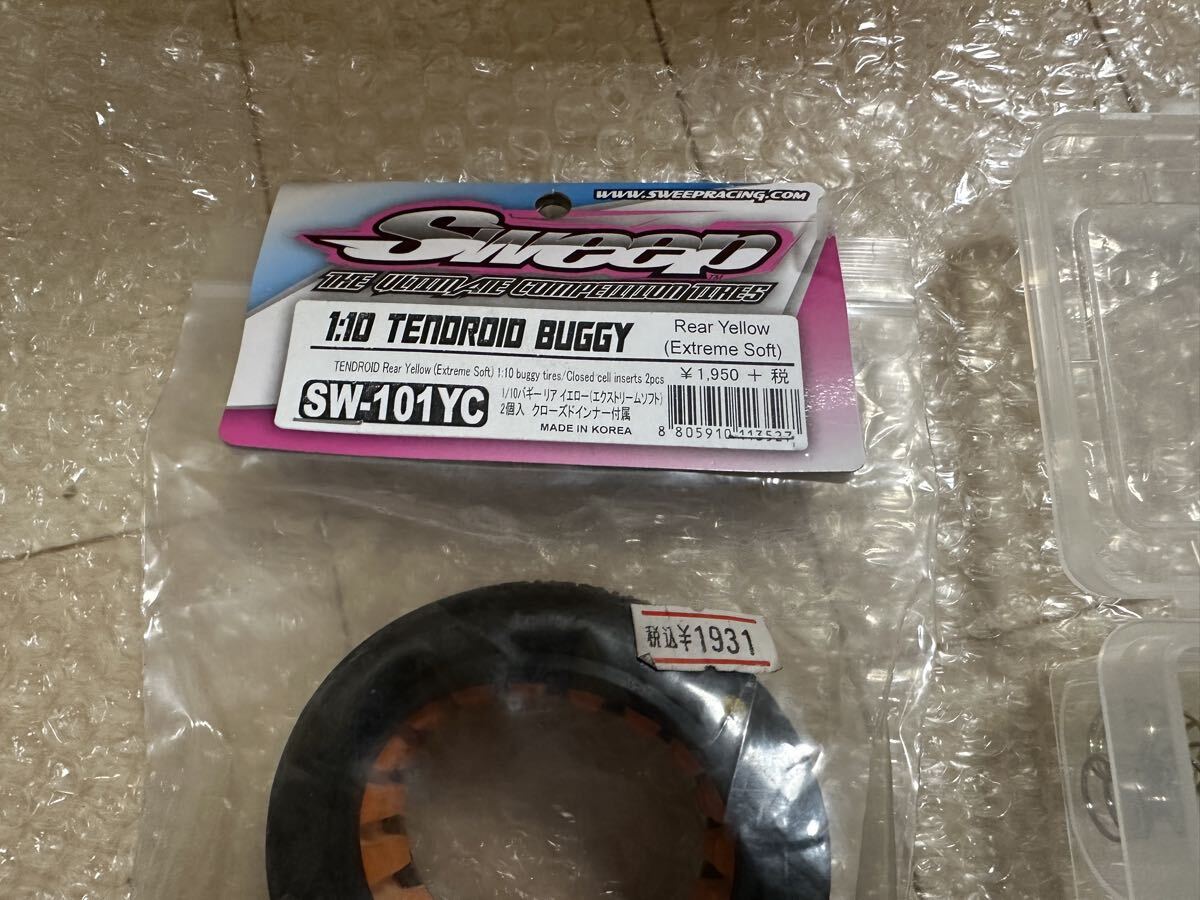 WWW.SWEEPRACING.COM
Sweep
TM
THE ULTIMATE COMPETITION TIRES
1:10 TENDROID BUGGY
Rear Yellow
(Extreme Soft)
TENDROID Rear Yellow (Extreme Soft) 1:10 buggy tires/Closed cell inserts 2pcs
￥1,950 + 税
SW-101YC
1/10バギーリア イエロー(エクストリームソフト)
2個入 クローズドインナー付属
MADE IN KOREA
8 805910 113527
税込¥1931